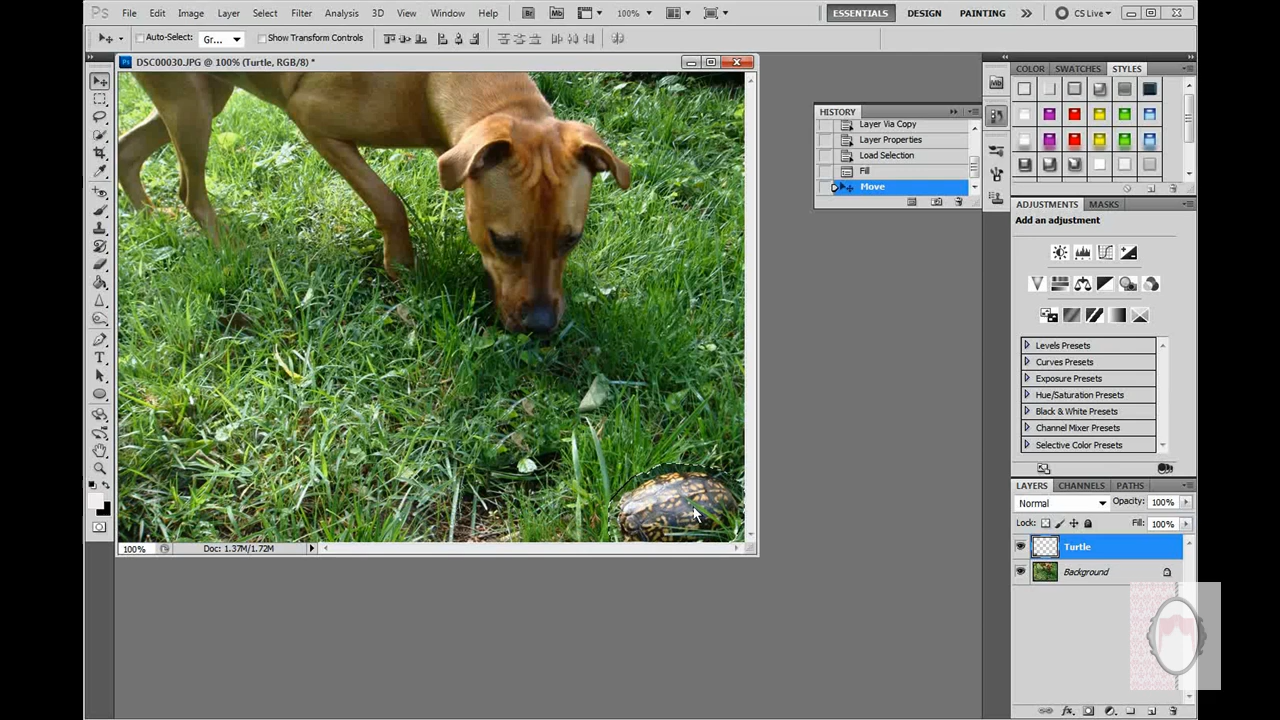 Ps File Edit Image Layer Select Filter Analysis 3D View Window Help Br Mb 100% ESSENTIALS DESIGN PAINTING CS Live
Auto-Select: Gr... Show Transform Controls
DSC00030.JPG @ 100% (Turtle, RGB/8) *
COLOR SWATCHES STYLES
HISTORY
Layer Via Copy
Layer Properties
Load Selection
Fill
Move
ADJUSTMENTS MASKS
Add an adjustment
Levels Presets
Curves Presets
Exposure Presets
Hue/Saturation Presets
Black & White Presets
Channel Mixer Presets
Selective Color Presets
LAYERS CHANNELS PATHS
Normal Opacity: 100%
Lock: Fill: 100%
Turtle
Background
100% Doc: 1.37M/1.72M